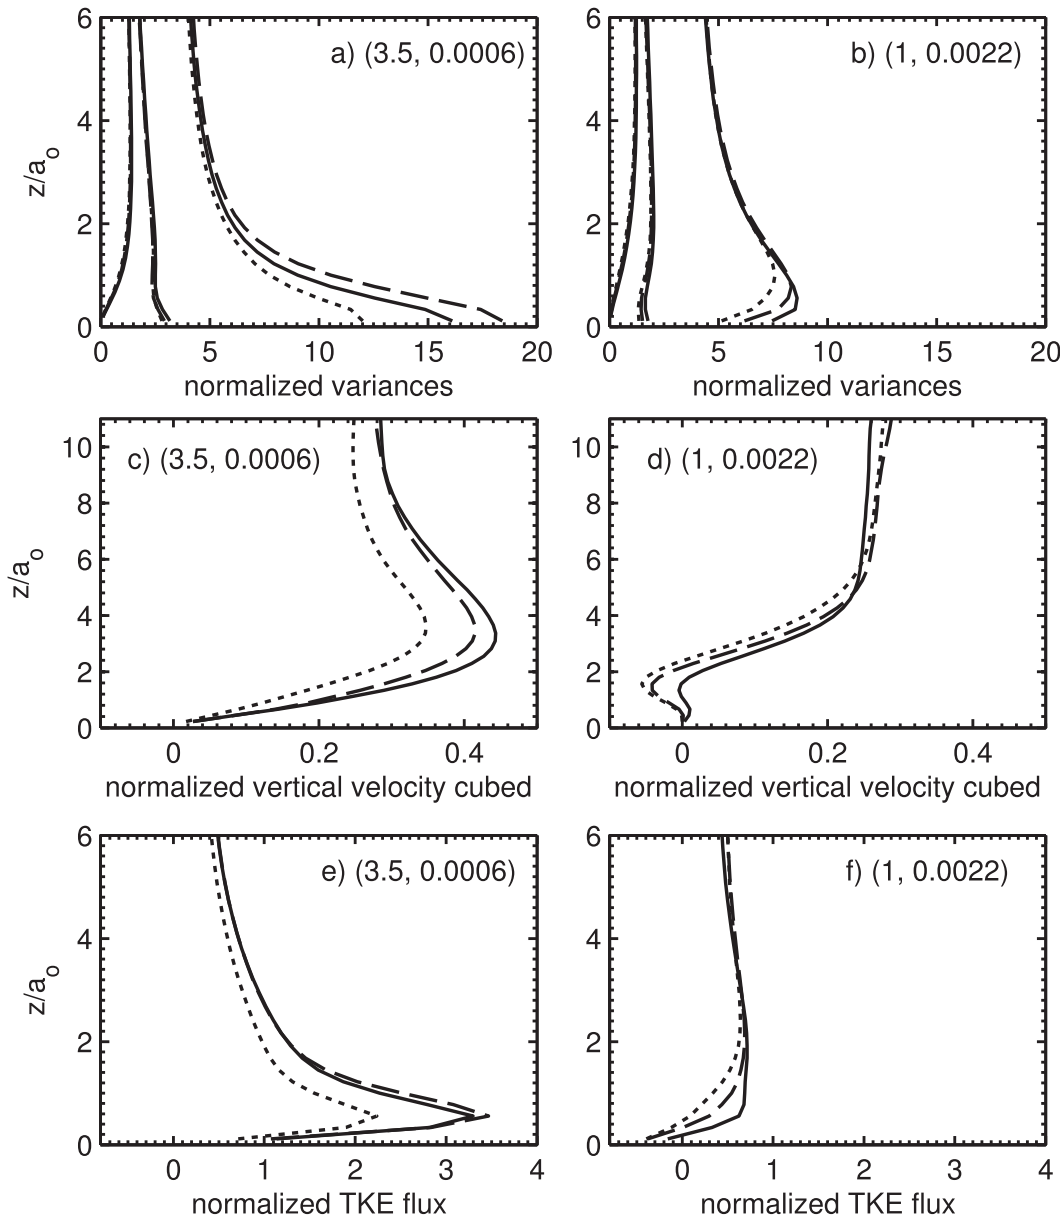 6
a) (3.5, 0.0006)
4
z/ao
2
0
0 5 10 15 20
normalized variances
6
b) (1, 0.0022)
4
2
0
0 5 10 15 20
normalized variances
10
c) (3.5, 0.0006)
8
6
z/ao
4
2
0
0 0.2 0.4
normalized vertical velocity cubed
10
d) (1, 0.0022)
8
6
4
2
0
0 0.2 0.4
normalized vertical velocity cubed
6
e) (3.5, 0.0006)
4
z/ao
2
0
0 1 2 3 4
normalized TKE flux
6
f) (1, 0.0022)
4
2
0
0 1 2 3 4
normalized TKE flux